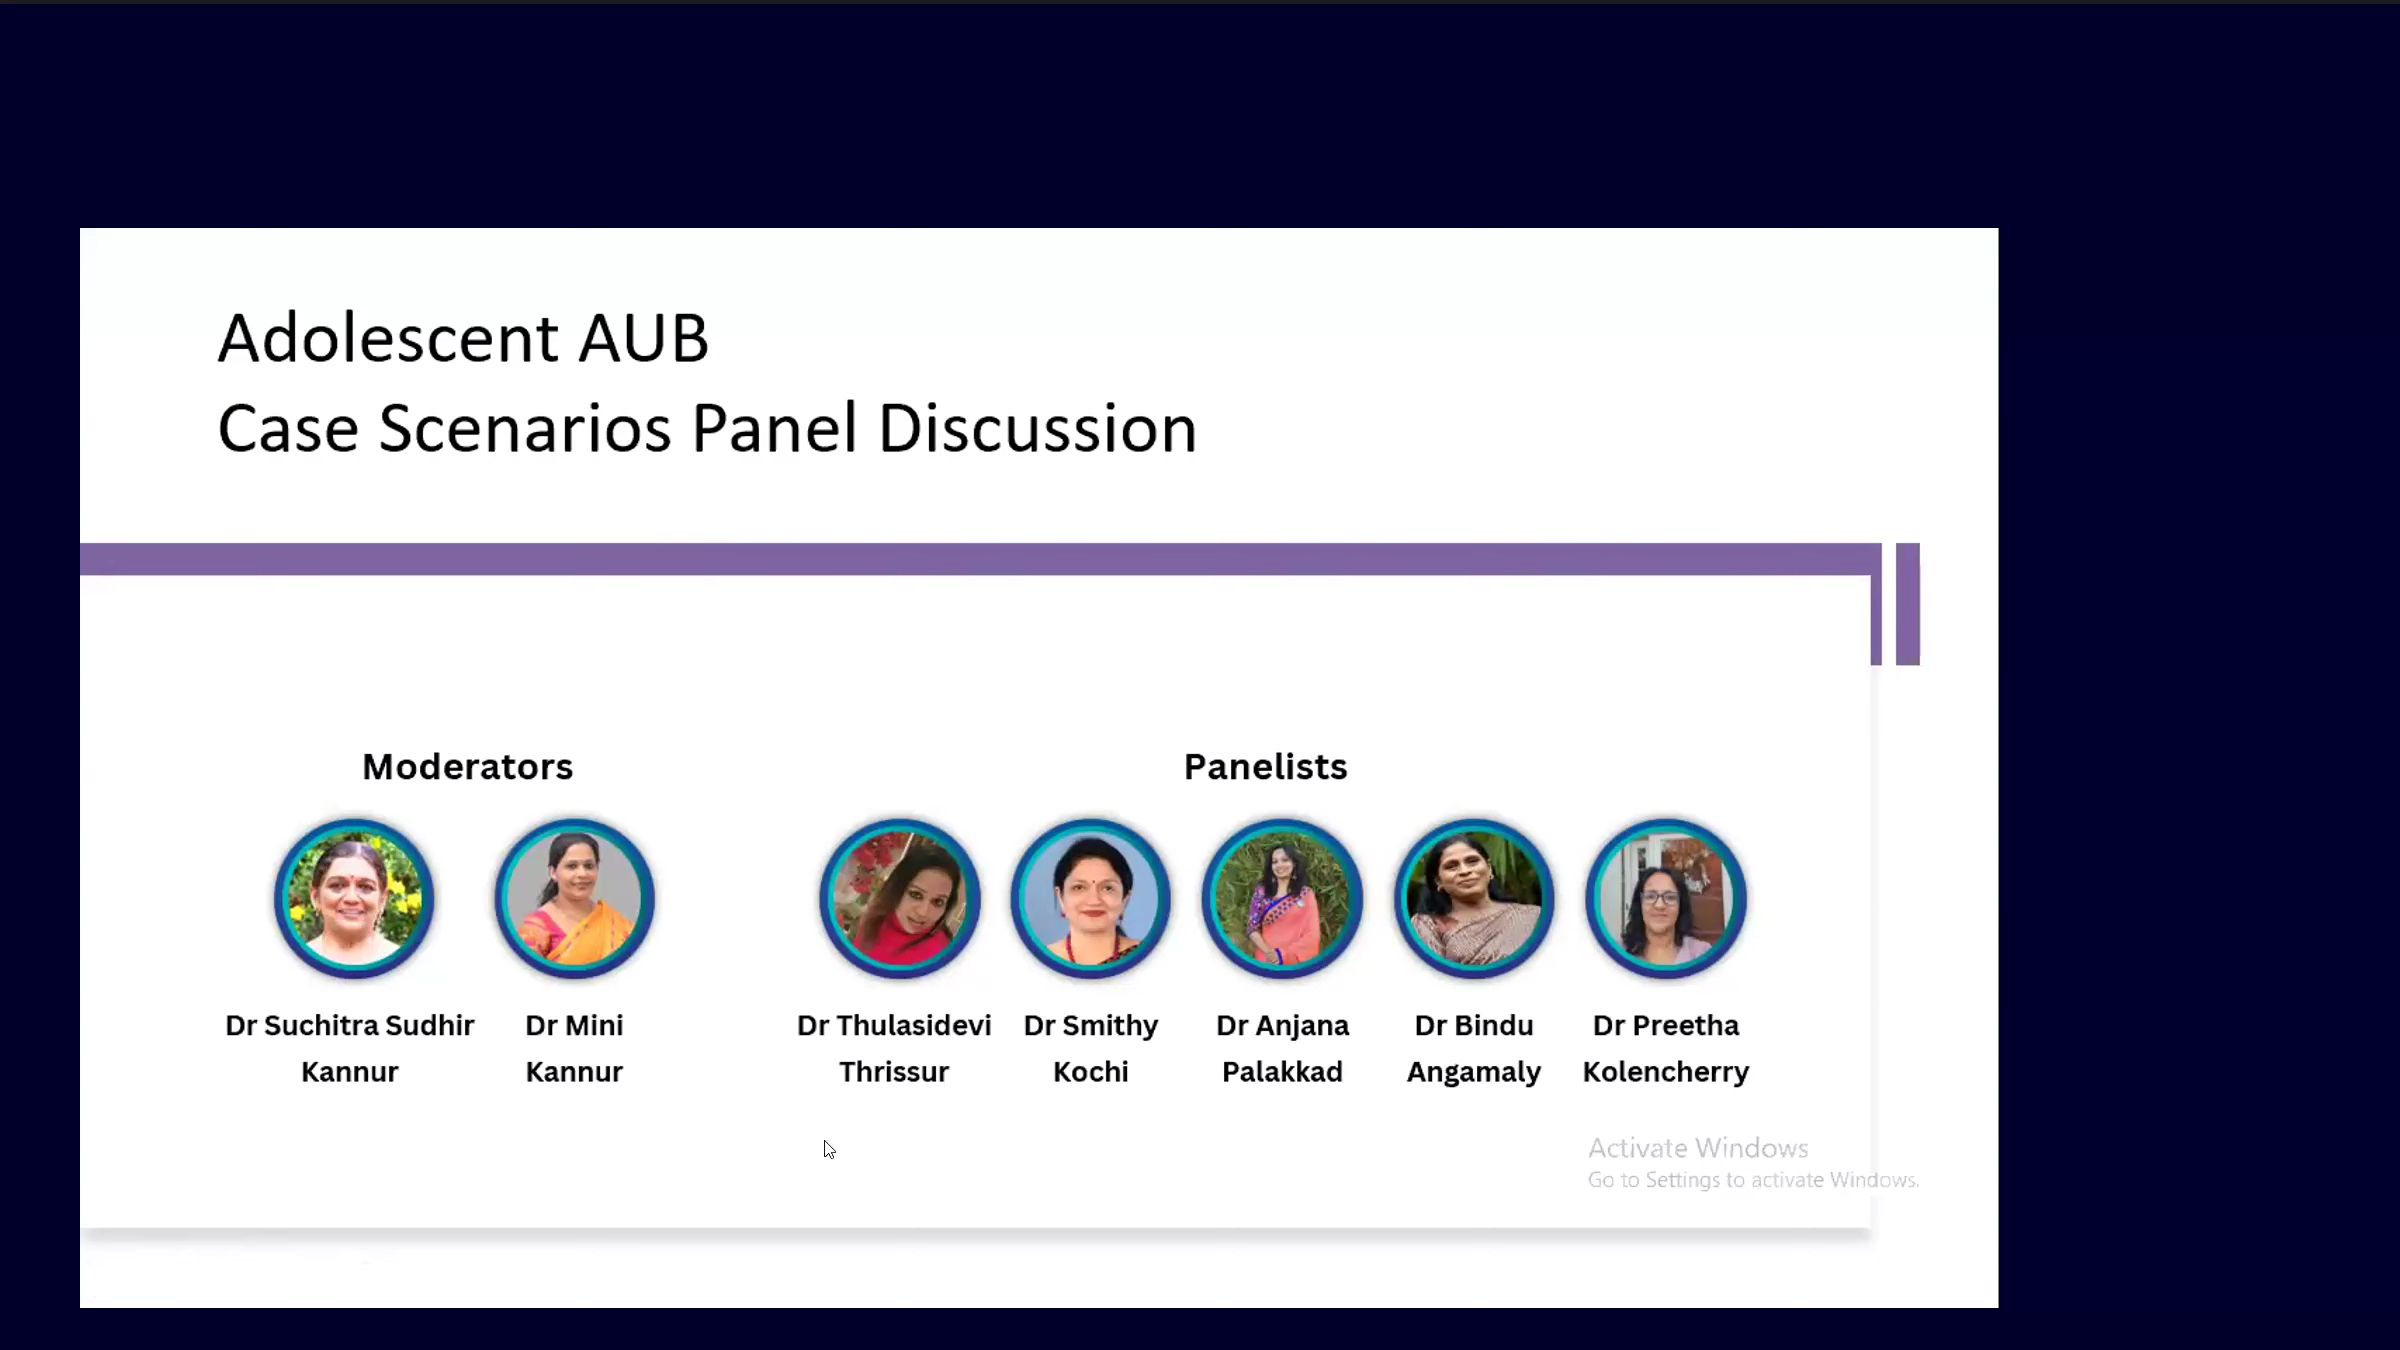 Adolescent AUB
Case Scenarios Panel Discussion
Moderators
Dr Suchitra Sudhir
Kannur
Dr Mini
Kannur
Panelists
Dr Thulasidevi
Thrissur
Dr Smithy
Kochi
Dr Anjana
Palakkad
Dr Bindu
Angamaly
Dr Preetha
Kolencherry
Activate Windows
Go to Settings to activate Windows.